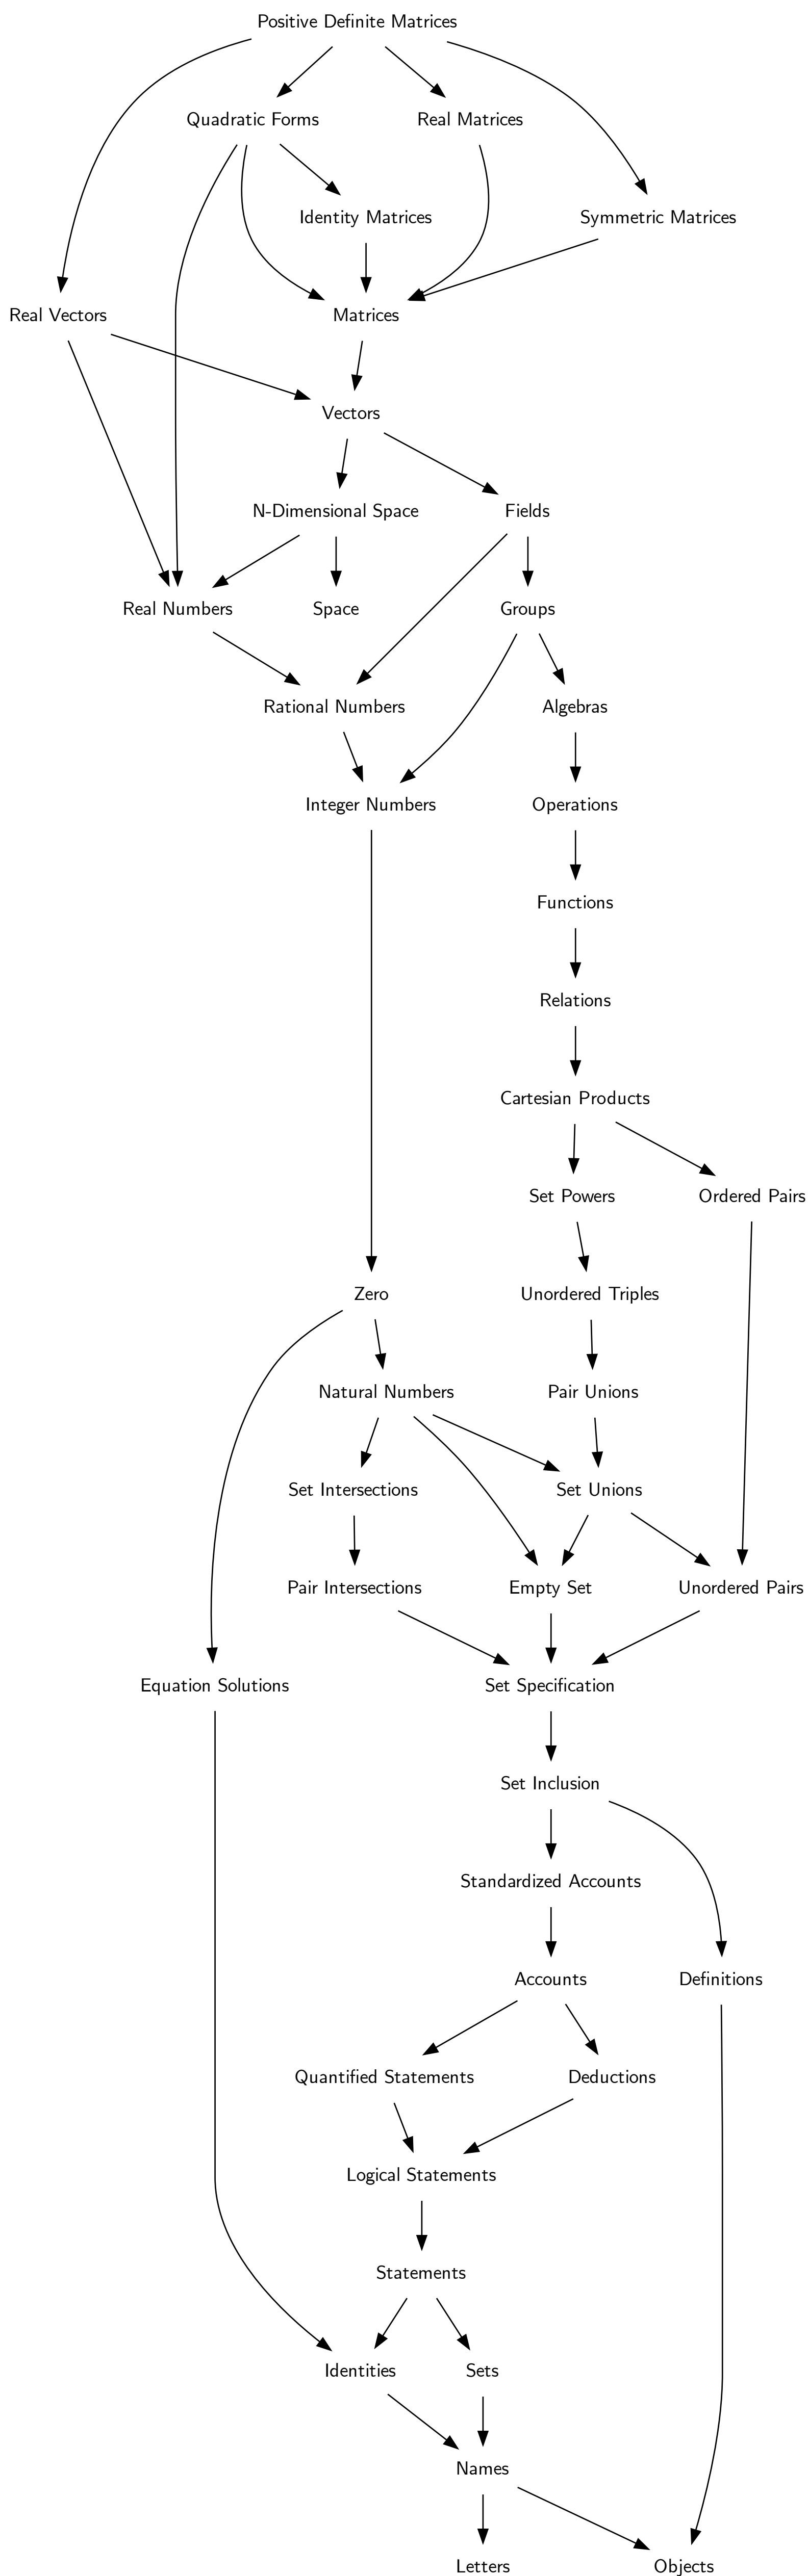 Positive Definite Matrices
Quadratic Forms
Real Matrices
Identity Matrices
Symmetric Matrices
Real Vectors
Matrices
Vectors
N-Dimensional Space
Fields
Real Numbers
Space
Groups
Rational Numbers
Algebras
Integer Numbers
Operations
Functions
Relations
Cartesian Products
Set Powers
Ordered Pairs
Zero
Unordered Triples
Natural Numbers
Pair Unions
Set Intersections
Set Unions
Pair Intersections
Empty Set
Unordered Pairs
Equation Solutions
Set Specification
Set Inclusion
Standardized Accounts
Accounts
Definitions
Quantified Statements
Deductions
Logical Statements
Statements
Identities
Sets
Names
Letters
Objects